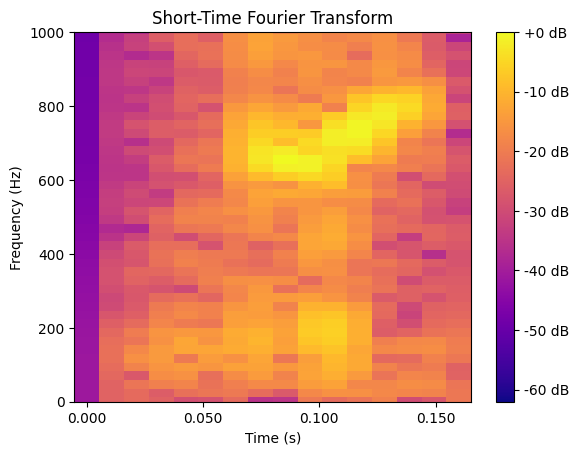 Short-Time Fourier Transform
1000
800
600
400
200
0
Frequency (Hz)
0.000
0.050
0.100
0.150
Time (s)
+0 dB
-10 dB
-20 dB
-30 dB
-40 dB
-50 dB
-60 dB